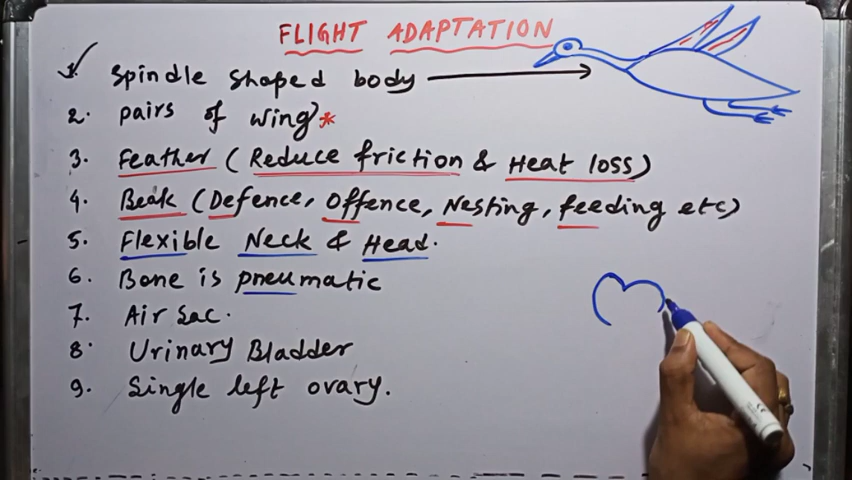 FLIGHT ADAPTATION
1. Spindle shaped body
2. pairs of wing *
3. Feather (Reduce friction & Heat loss)
4. Beak (Defence, Offence, Nesting, feeding etc)
5. Flexible Neck & Head.
6. Bone is pneumatic
7. Air Sac.
8. Urinary Bladder
9. Single left ovary.